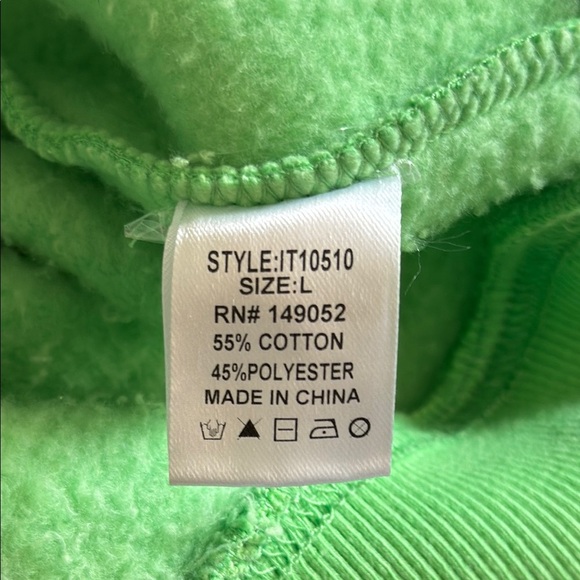 STYLE:IT10510
SIZE:L
RN# 149052
55% COTTON
45%POLYESTER
MADE IN CHINA